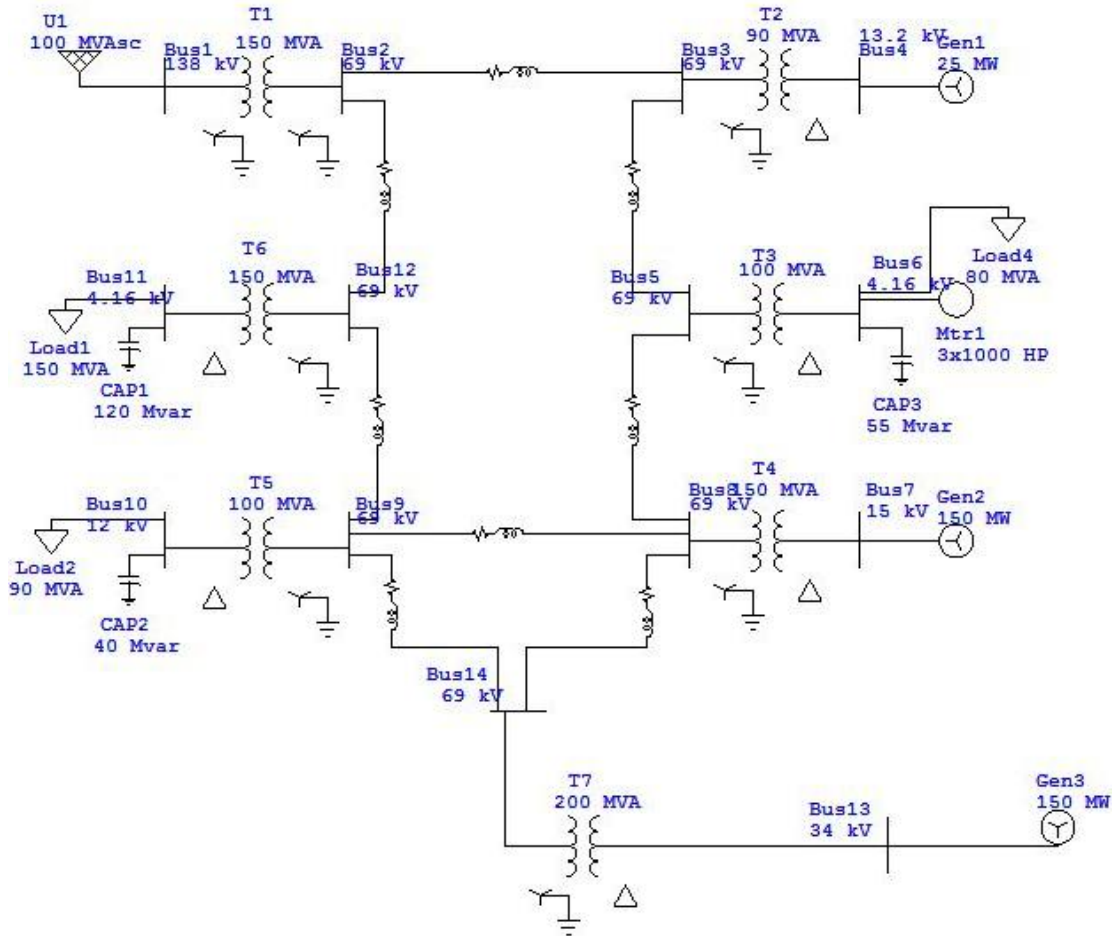 U1
100 MVAsc
Bus1
138 kV
T1
150 MVA
Bus2
69 kV
Bus3
69 kV
T2
90 MVA
13.2 kV
Bus4
Gen1
25 MW
Bus11
4.16 kV
Load1
150 MVA
CAP1
120 Mvar
T6
150 MVA
Bus12
69 kV
Bus5
69 kV
T3
100 MVA
Bus6
4.16 kV
Load4
80 MVA
Mtr1
3x1000 HP
CAP3
55 Mvar
Bus10
12 kV
Load2
90 MVA
CAP2
40 Mvar
T5
100 MVA
Bus9
69 kV
Bus8
69 kV
T4
150 MVA
Bus7
15 kV
Gen2
150 MW
Bus14
69 kV
T7
200 MVA
Bus13
34 kV
Gen3
150 MW